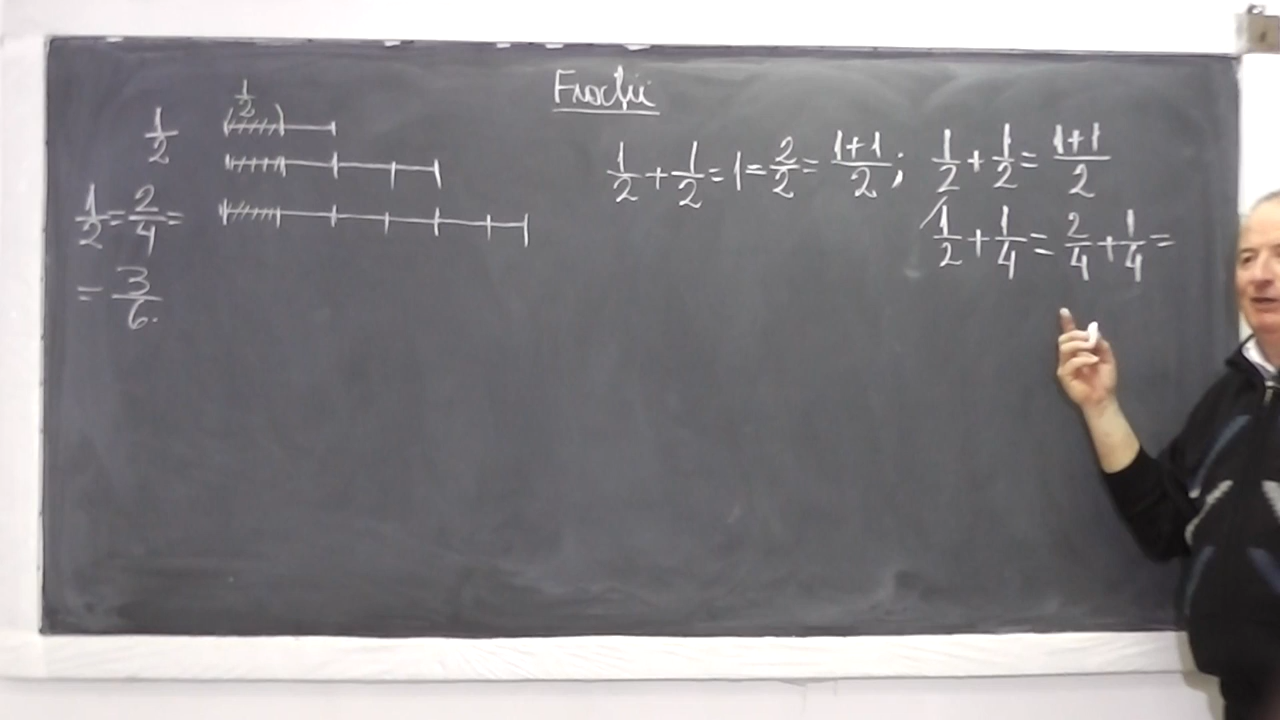 Fracții
1/2
1/2
1/2 = 2/4 =
= 3/6.
1/2 + 1/2 = 1 = 2/2 = (1+1)/2 ; 1/2 + 1/2 = (1+1)/2
1/2 + 1/4 = 2/4 + 1/4 =